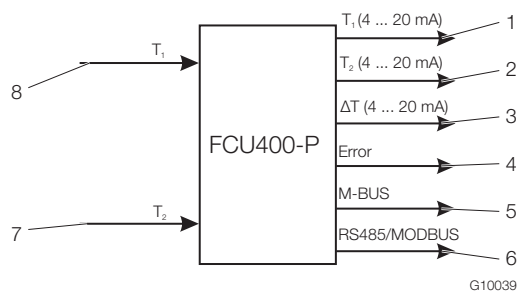 T₁ (4 ... 20 mA) 1
8 T₁ T₂ (4 ... 20 mA) 2
ΔT (4 ... 20 mA) 3
FCU400-P
Error 4
M-BUS 5
7 T₂
RS485/MODBUS 6
G10039